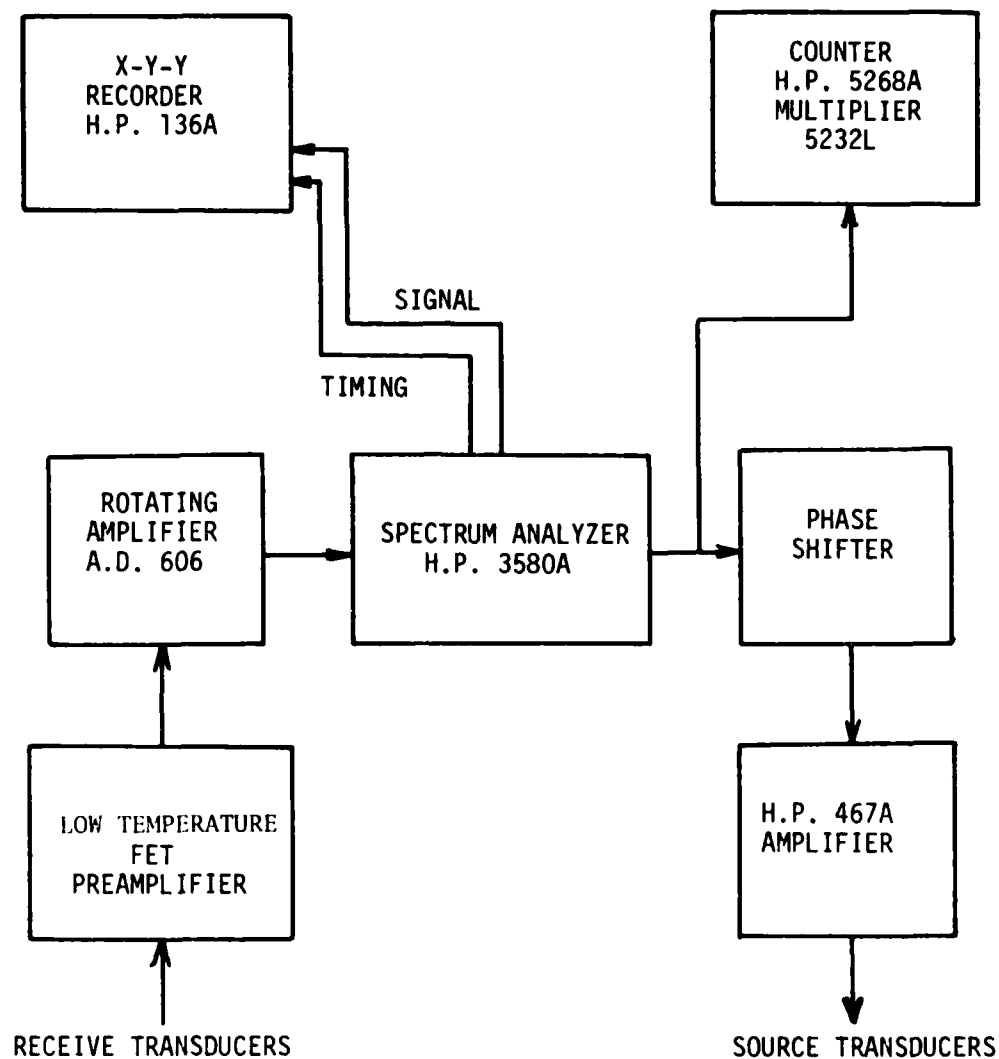 X-Y-Y
RECORDER
H.P. 136A
COUNTER
H.P. 5268A
MULTIPLIER
5232L
SIGNAL
TIMING
ROTATING
AMPLIFIER
A.D. 606
SPECTRUM ANALYZER
H.P. 3580A
PHASE
SHIFTER
LOW TEMPERATURE
FET
PREAMPLIFIER
H.P. 467A
AMPLIFIER
RECEIVE TRANSDUCERS
SOURCE TRANSDUCERS